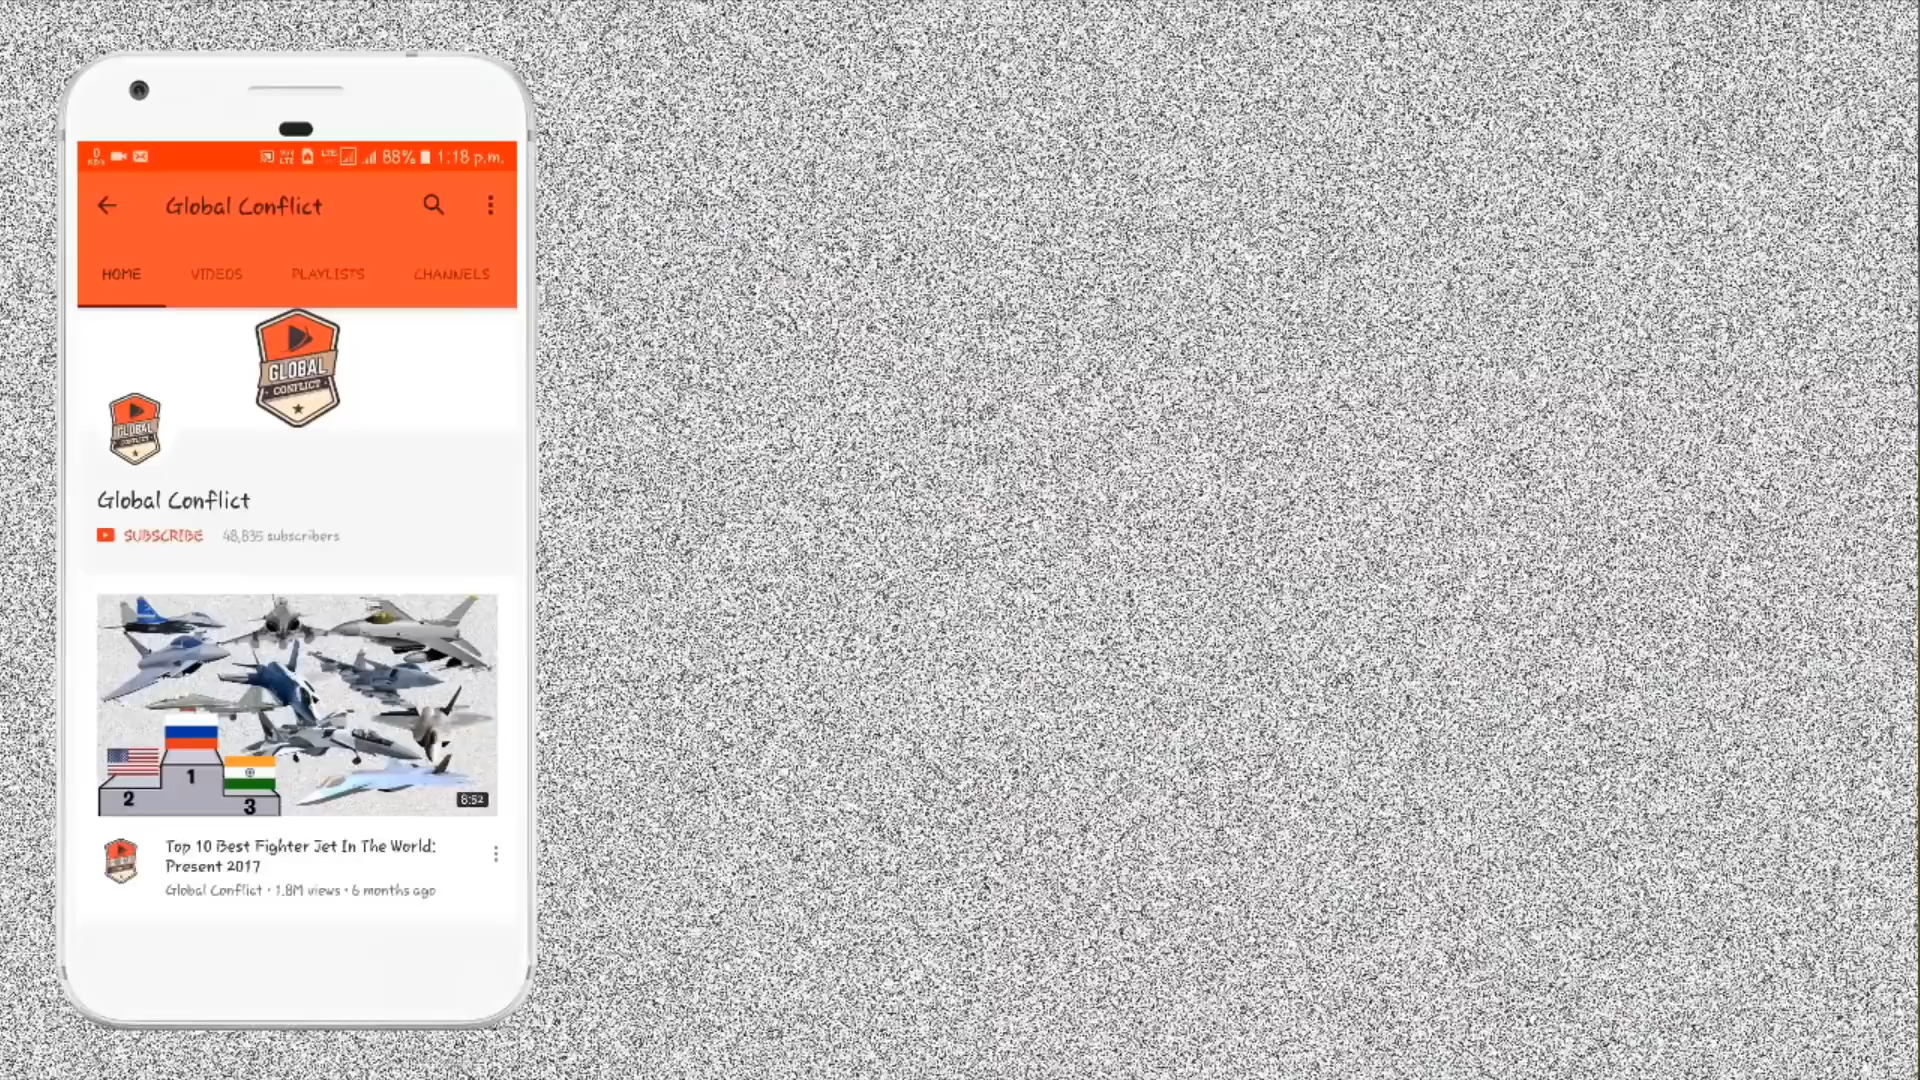 88% 1:18 p.m.
Global Conflict
HOME VIDEOS PLAYLISTS CHANNELS
GLOBAL
CONFLICT
GLOBAL
CONFLICT
Global Conflict
SUBSCRIBE 48,835 subscribers
1
2
3
8:52
Top 10 Best Fighter Jet In The World:
Present 2017
Global Conflict • 1.8M views • 6 months ago